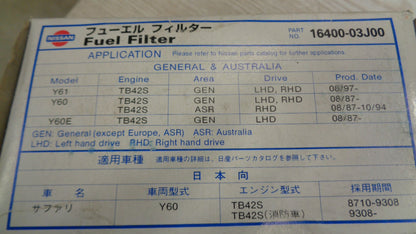 NISSAN
フューエル フィルター
Fuel Filter
PART NO. 16400-03J00
APPLICATION Please refer to Nissan parts catalog for further applications.
GENERAL & AUSTRALIA
Model Engine Area Drive Prod. Date
Y61 TB42S GEN LHD, RHD 08/97-
Y60 TB42S GEN LHD, RHD 08/87-
TB42S ASR RHD 08/87-10/94
Y60E TB42S GEN LHD 08/87-
GEN: General (except Europe, ASR) ASR: Australia
LHD: Left hand drive RHD: Right hand drive
適用車種 適用車種の詳細は、日産パーツカタログを参照ください。
日本向
車 名 車両型式 エンジン型式 採用期間
サファリ Y60 TB42S 8710-9308
TB42S(消防車) 9308-